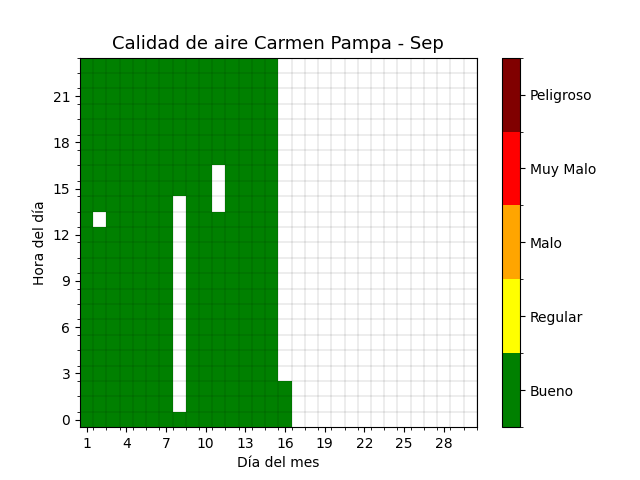 Calidad de aire Carmen Pampa - Sep
21
18
15
12
9
6
3
0
Hora del día
1 4 7 10 13 16 19 22 25 28
Día del mes
Peligroso
Muy Malo
Malo
Regular
Bueno